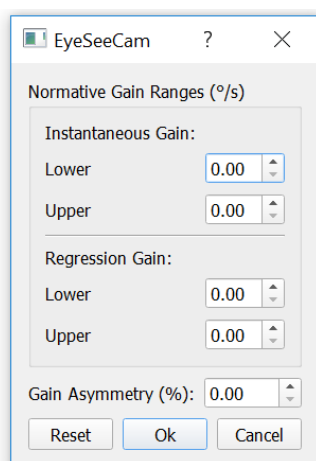 EyeSeeCam ?
Normative Gain Ranges (º/s)
Instantaneous Gain:
Lower 0.00
Upper 0.00
Regression Gain:
Lower 0.00
Upper 0.00
Gain Asymmetry (%): 0.00
Reset Ok Cancel